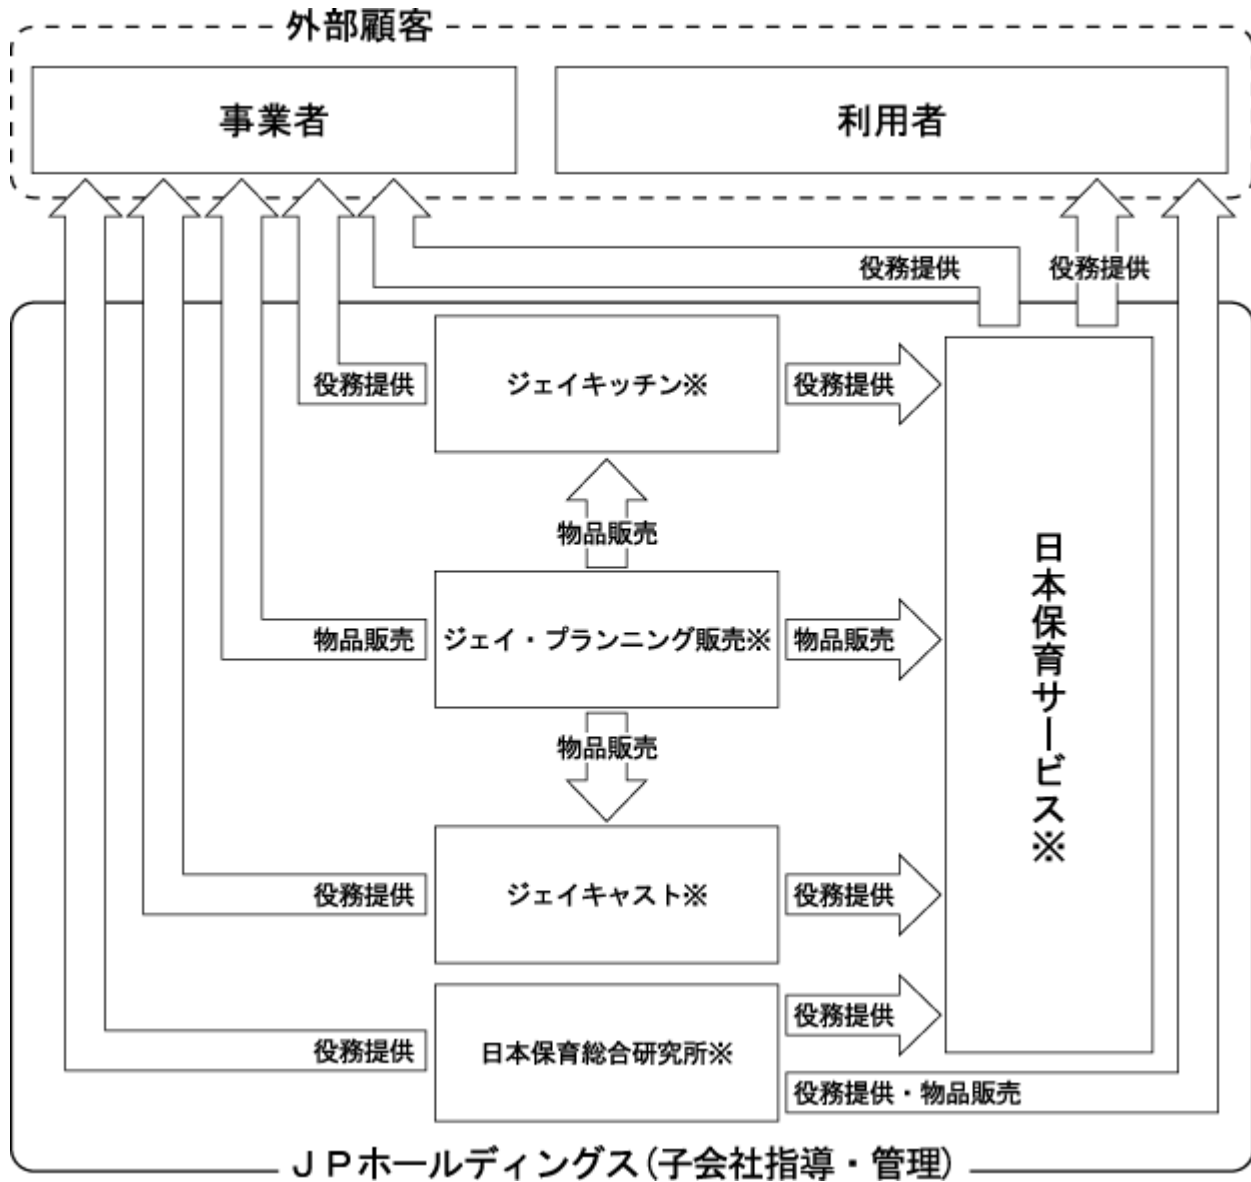 外部顧客
事業者
利用者
役務提供
役務提供
役務提供
ジェイキッチン※
役務提供
物品販売
物品販売
ジェイ・プランニング販売※
物品販売
物品販売
日本保育サービス※
役務提供
ジェイキャスト※
役務提供
役務提供
日本保育総合研究所※
役務提供
役務提供・物品販売
ＪＰホールディングス(子会社指導・管理)